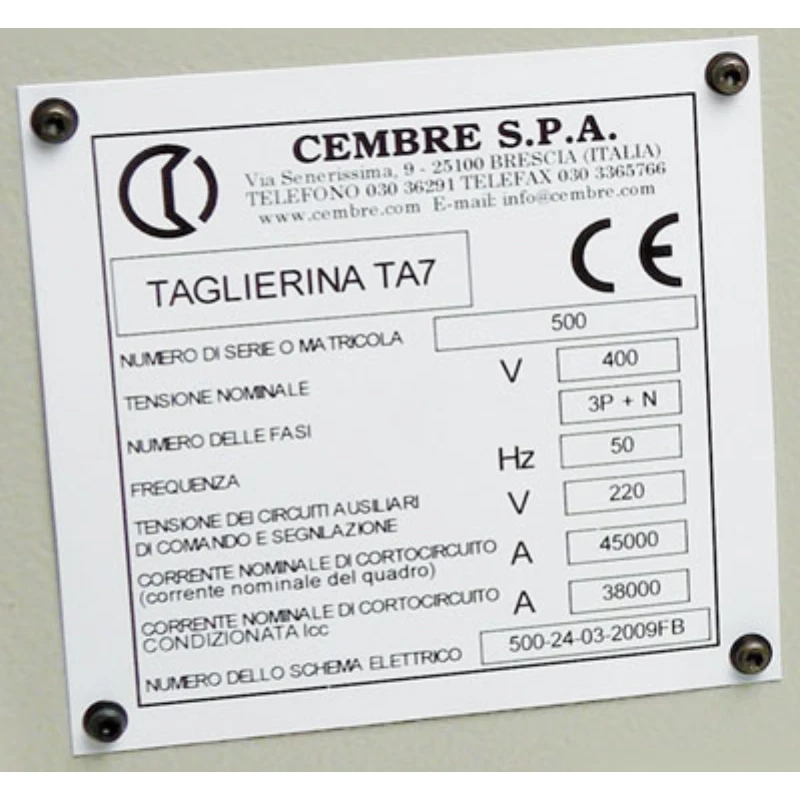 CEMBRE S.P.A.
Via Senerissima, 9 - 25100 BRESCIA (ITALIA)
TELEFONO 030 36291 TELEFAX 030 3365766
www.cembre.com E-mail: info@cembre.com
CE
TAGLIERINA TA7
NUMERO DI SERIE O MATRICOLA 500
TENSIONE NOMINALE V 400
NUMERO DELLE FASI 3P + N
FREQUENZA Hz 50
TENSIONE DEI CIRCUITI AUSILIARI V 220
DI COMANDO E SEGNLAZIONE
CORRENTE NOMINALE DI CORTOCIRCUITO A 45000
(corrente nominale del quadro)
CORRENTE NOMINALE DI CORTOCIRCUITO A 38000
CONDIZIONATA Icc
NUMERO DELLO SCHEMA ELETTRICO 500-24-03-2009FB